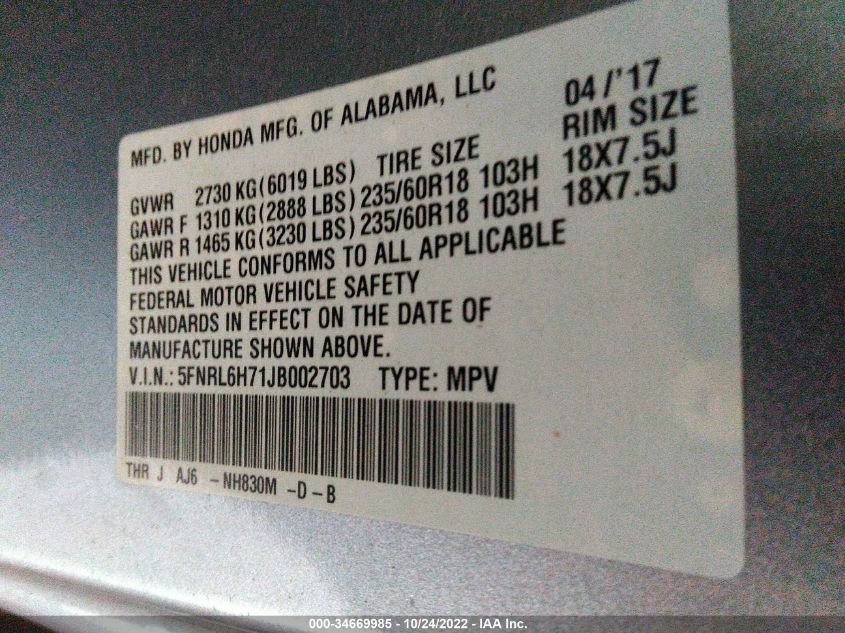 MFD. BY HONDA MFG. OF ALABAMA, LLC 04/'17
GVWR 2730 KG(6019 LBS) TIRE SIZE RIM SIZE
GAWR F 1310 KG(2888 LBS) 235/60R18 103H 18X7.5J
GAWR R 1465 KG(3230 LBS) 235/60R18 103H 18X7.5J
THIS VEHICLE CONFORMS TO ALL APPLICABLE
FEDERAL MOTOR VEHICLE SAFETY
STANDARDS IN EFFECT ON THE DATE OF
MANUFACTURE SHOWN ABOVE.
V.I.N.: 5FNRL6H71JB002703 TYPE: MPV
THR J AJ6 -NH830M -D-B
000-34669985 - 10/24/2022 - IAA Inc.